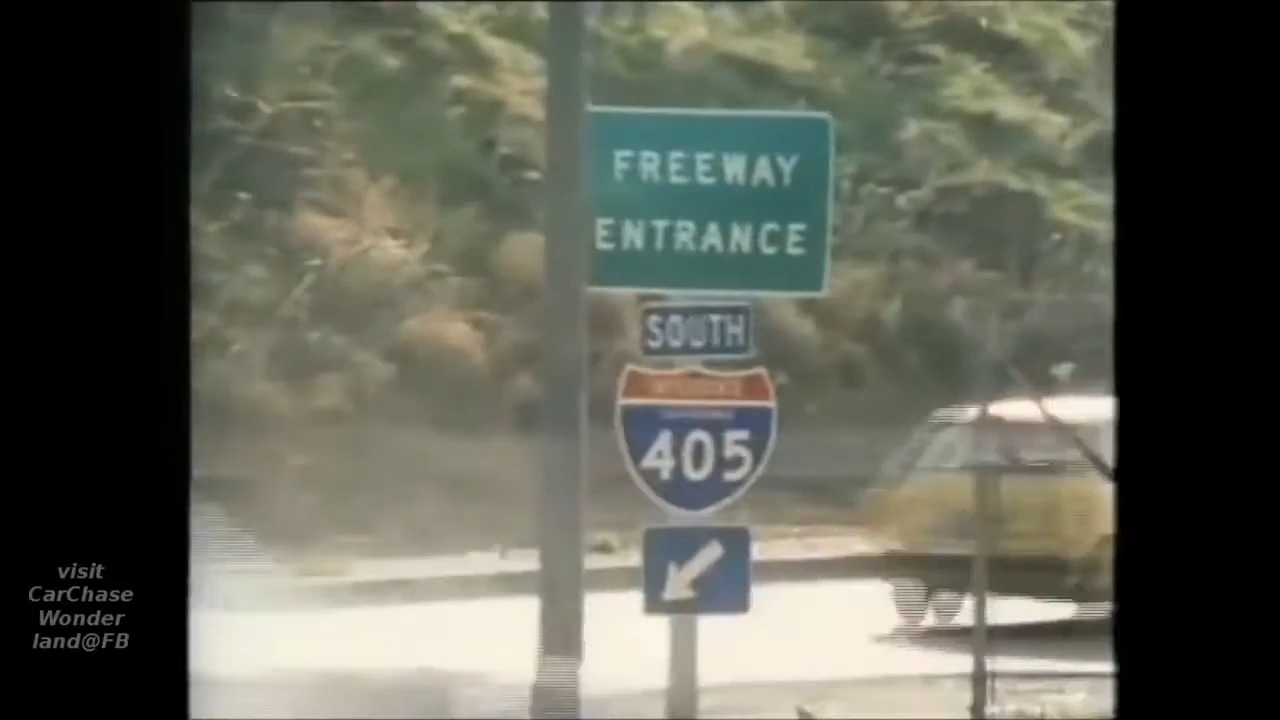 FREEWAY
ENTRANCE
SOUTH
405
visit
CarChase
Wonder
land@FB